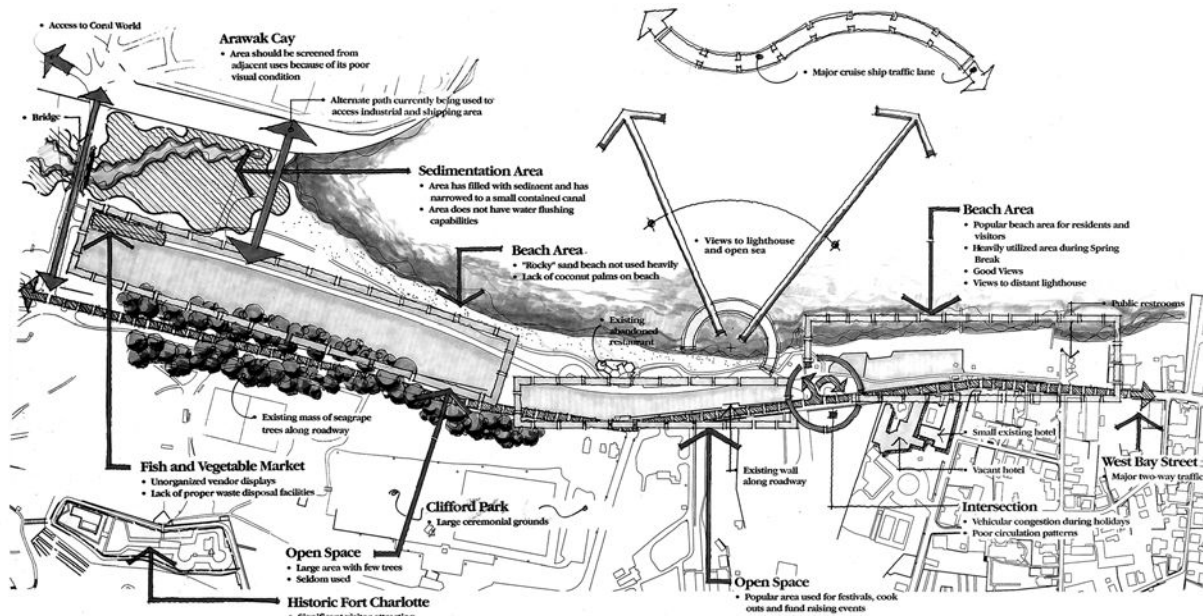 • Access to Coral World
Arawak Cay
• Area should be screened from
adjacent uses because of its poor
visual condition
• Major cruise ship traffic lane
• Alternate path currently being used to
access industrial and shipping area
• Bridge
Sedimentation Area
• Area has filled with sediment and has
narrowed to a small contained canal
• Area does not have water flushing
capabilities
Beach Area
• "Rocky" sand beach not used heavily
• Lack of coconut palms on beach
• Views to lighthouse
and open sea
Beach Area
• Popular beach area for residents and
visitors
• Heavily utilized area during Spring
Break
• Good Views
• Views to distant lighthouse
• Public restrooms
• Existing
abandoned
restaurant
• Existing mass of seagrape
trees along roadway
• Small existing hotel
Fish and Vegetable Market
• Unorganized vendor displays
• Lack of proper waste disposal facilities
• Existing wall
along roadway
• Vacant hotel
West Bay Street
• Major two-way traffic
Clifford Park
• Large ceremonial grounds
Intersection
• Vehicular congestion during holidays
• Poor circulation patterns
Open Space
• Large area with few trees
• Seldom used
Open Space
• Popular area used for festivals, cook
outs and fund raising events
Historic Fort Charlotte
• Significant visitor attraction